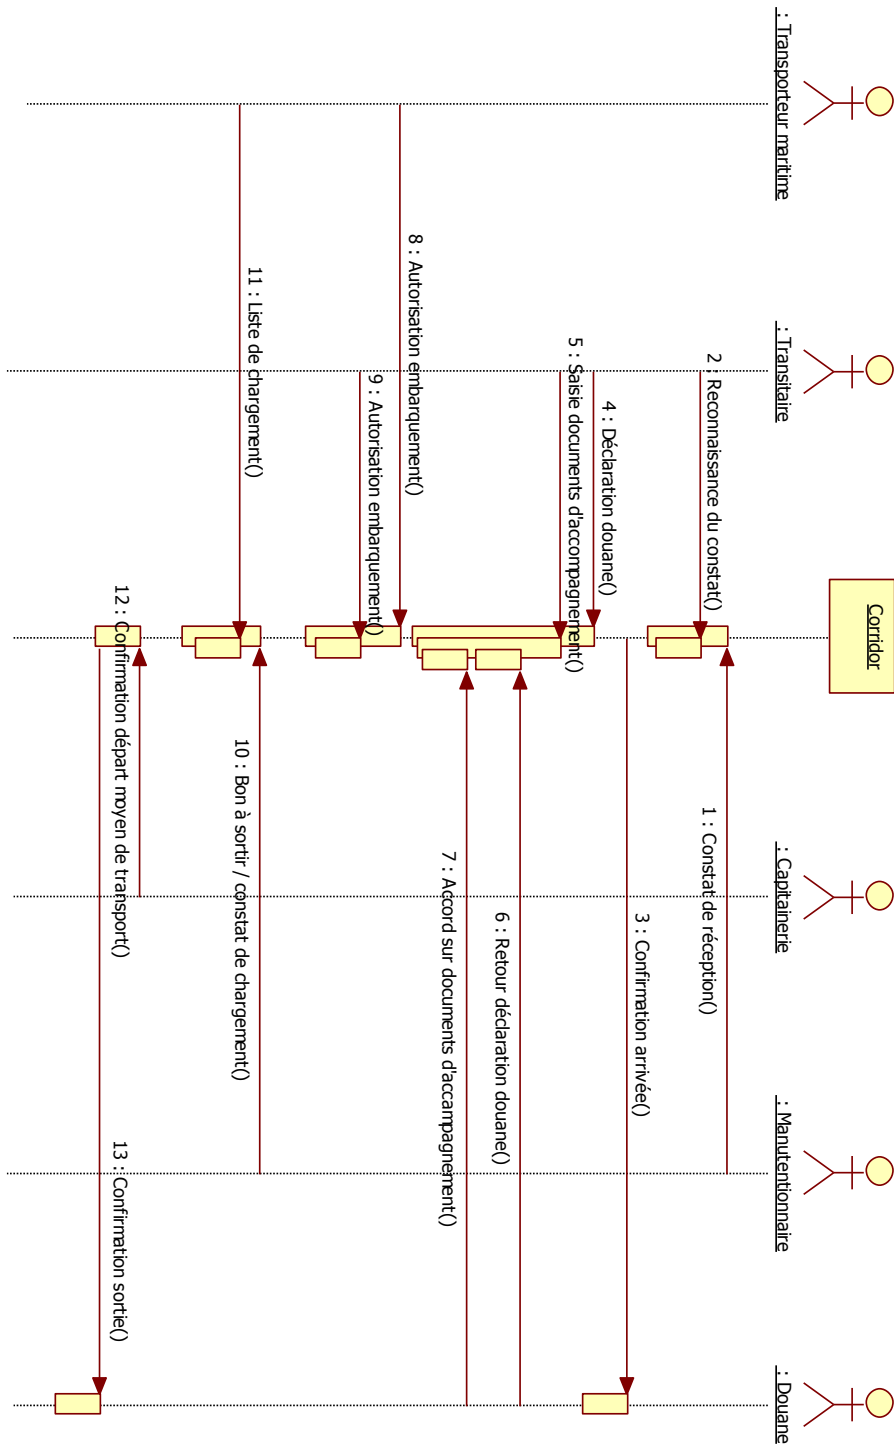 : Transporteur maritime
: Transitaire
Corridor
: Capitainerie
: Manutentionnaire
: Douane
1 : Constat de réception()
2 : Reconnaissance du constat()
3 : Confirmation arrivée()
4 : Déclaration douane()
5 : Saisie documents d'accompagnement()
6 : Retour déclaration douane()
7 : Accord sur documents d'accampagnement()
8 : Autorisation embarquement()
9 : Autorisation embarquement()
10 : Bon à sortir / constat de chargement()
11 : Liste de chargement()
12 : Confirmation départ moyen de transport()
13 : Confirmation sortie()